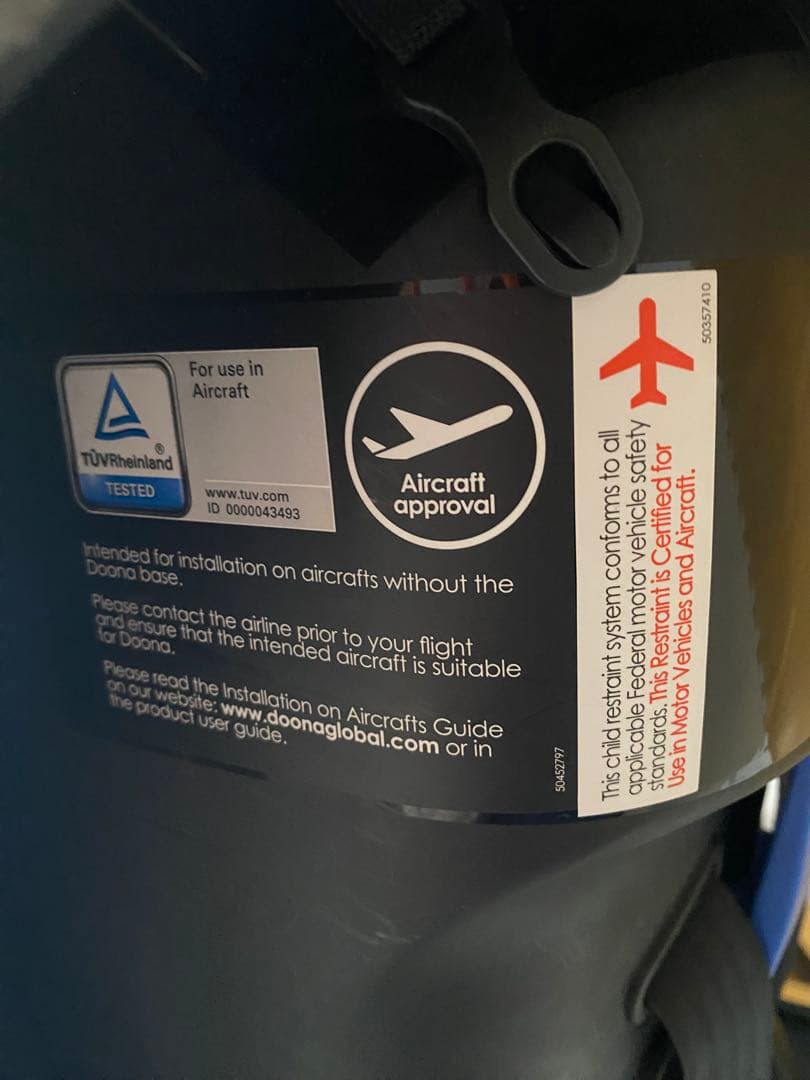 For use in
Aircraft
TÜVRheinland®
TESTED
www.tuv.com
ID 0000043493
Aircraft
approval
Intended for installation on aircrafts without the
Doona base.
Please contact the airline prior to your flight
and ensure that the intended aircraft is suitable
for Doona.
Please read the Installation on Aircrafts Guide
on our website: www.doonaglobal.com or in
the product user guide.
50452797
This child restraint system conforms to all
applicable Federal motor vehicle safety
standards. This Restraint is Certified for
Use in Motor Vehicles and Aircraft.
50357410